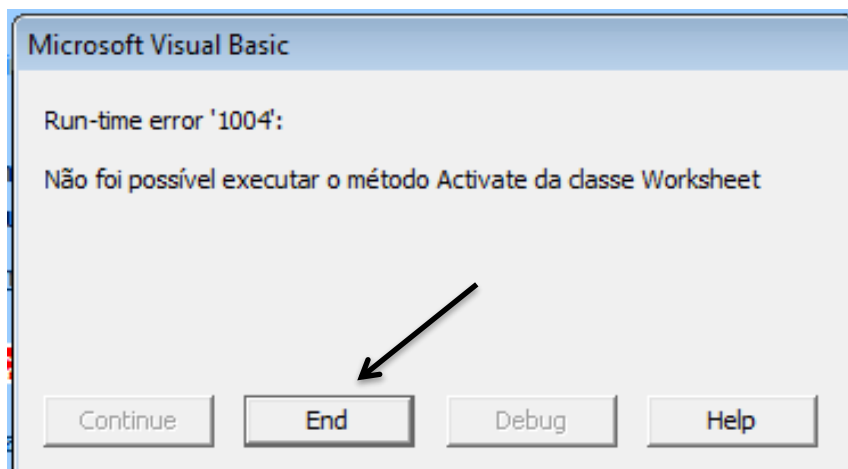 Microsoft Visual Basic
Run-time error '1004':
Não foi possível executar o método Activate da classe Worksheet
Continue End Debug Help